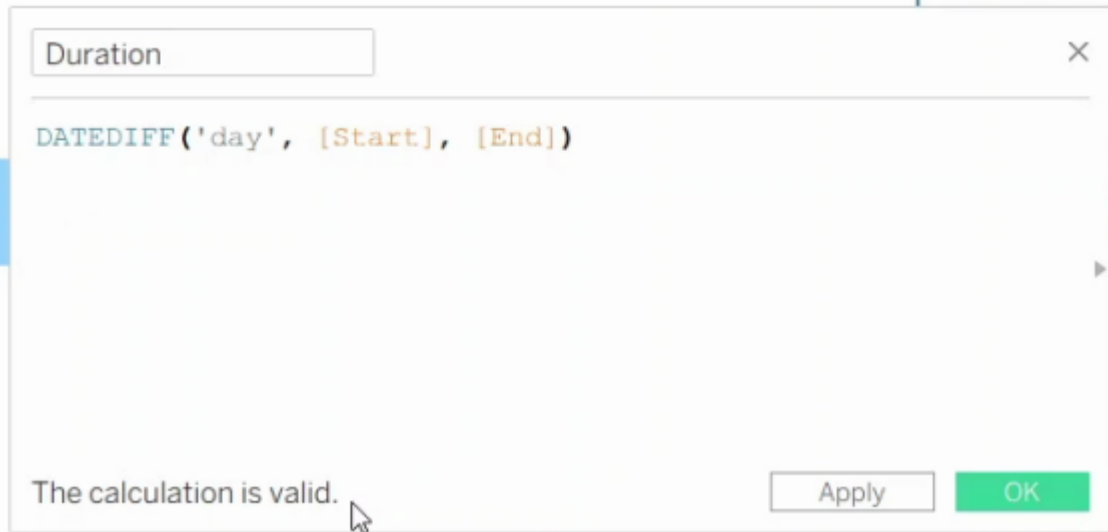 Duration
DATEDIFF('day', [Start], [End])
The calculation is valid.
Apply
OK